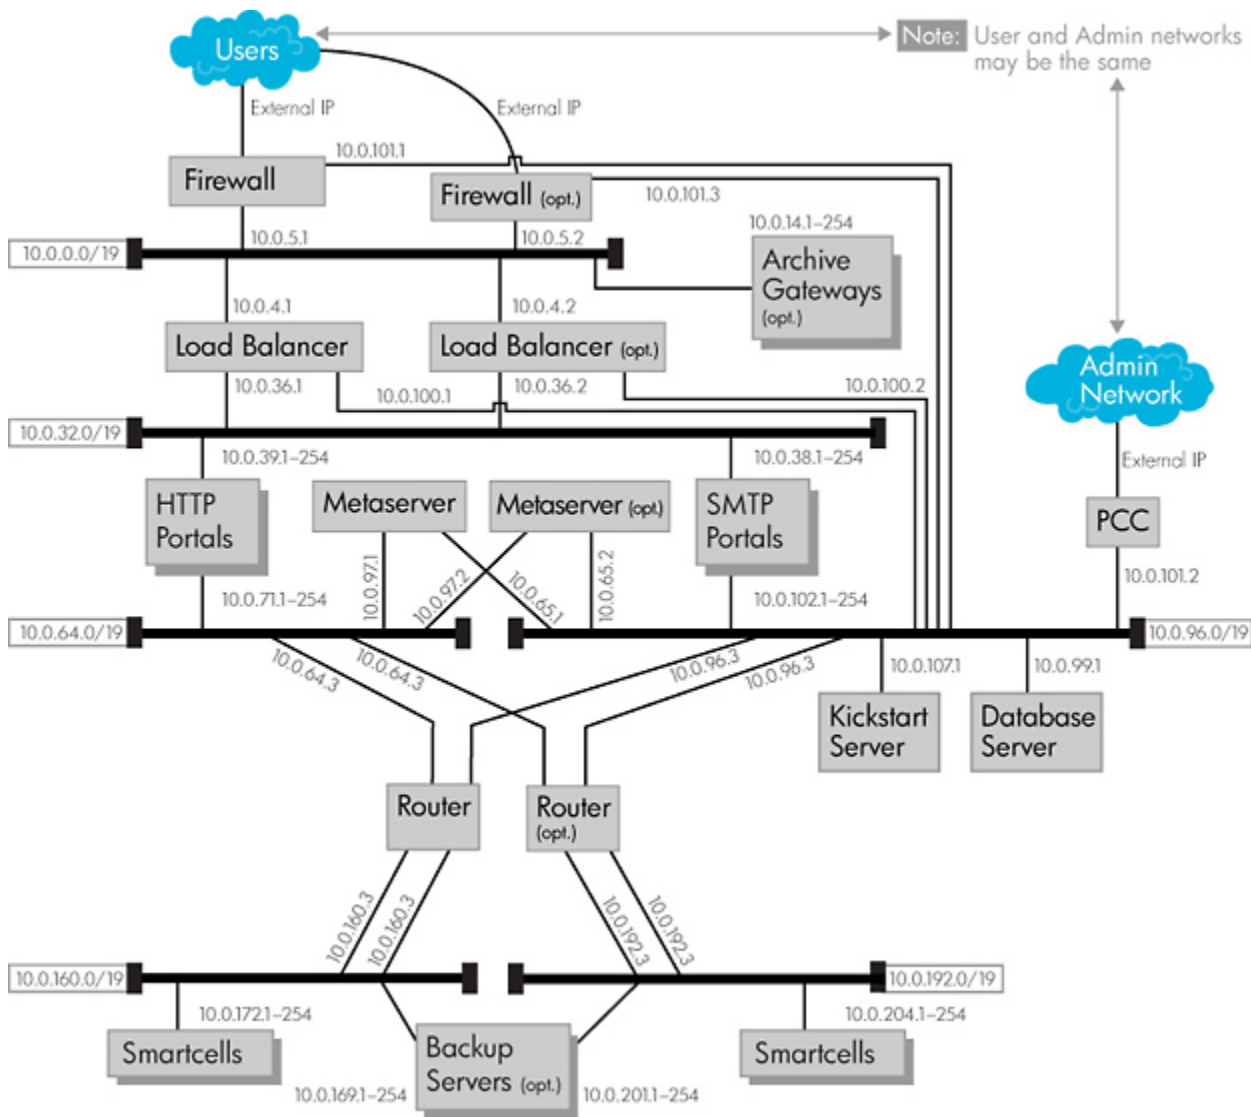 Users
Note: User and Admin networks
may be the same
External IP
External IP
10.0.101.1
Firewall
Firewall (opt.)
10.0.101.3
10.0.14.1–254
10.0.5.1
10.0.5.2
10.0.0.0/19
Archive
Gateways
(opt.)
10.0.4.1
10.0.4.2
Load Balancer
Load Balancer (opt.)
Admin
Network
10.0.36.1
10.0.100.1
10.0.36.2
10.0.100.2
10.0.32.0/19
10.0.39.1–254
10.0.38.1–254
External IP
HTTP
Portals
Metaserver
Metaserver (opt.)
SMTP
Portals
PCC
10.0.97.1
10.0.97.2
10.0.65.1
10.0.65.2
10.0.71.1–254
10.0.102.1–254
10.0.101.2
10.0.64.0/19
10.0.96.0/19
10.0.64.3
10.0.64.3
10.0.96.3
10.0.96.3
10.0.107.1
10.0.99.1
Kickstart
Server
Database
Server
Router
Router
(opt.)
10.0.160.3
10.0.160.3
10.0.192.3
10.0.192.3
10.0.160.0/19
10.0.192.0/19
10.0.172.1–254
10.0.204.1–254
Smartcells
Backup
Servers (opt.)
Smartcells
10.0.169.1–254
10.0.201.1–254